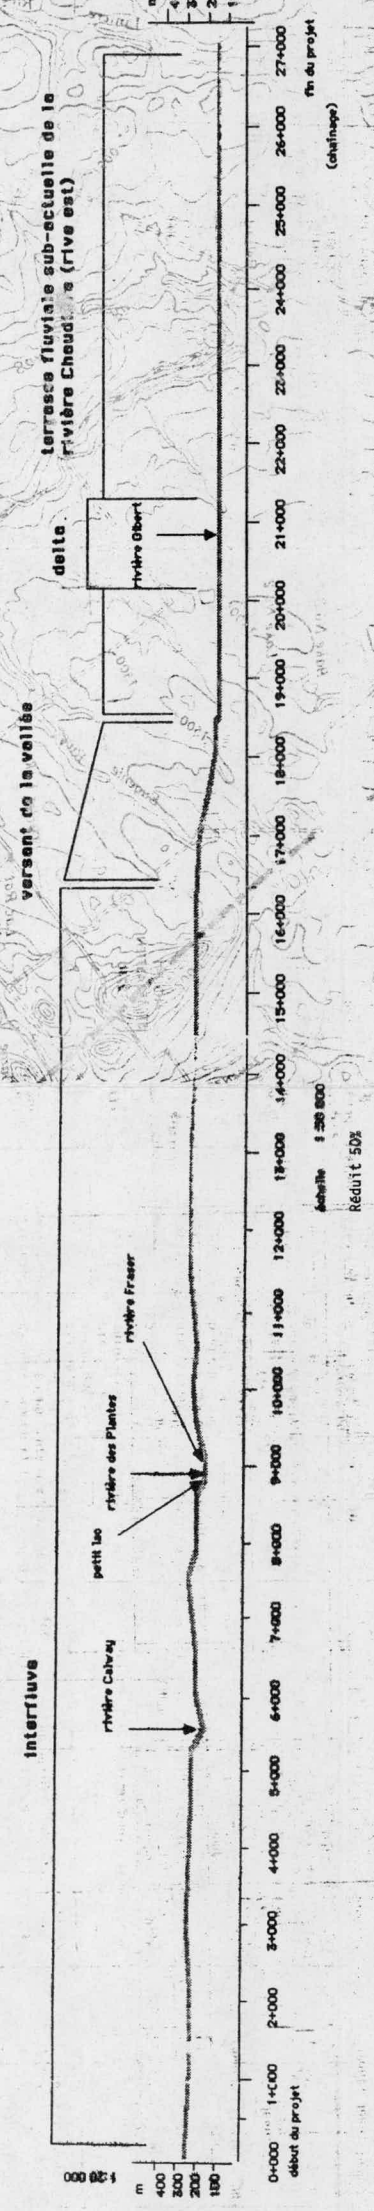 interfluve
versant de la vallée
delta
terrasse fluviale sub-actuelle de la
rivière (rive est)
rivière Calway
petit lac
rivière des Plantes
rivière Fraser
rivière Gilbert
m
400
300
200
100
0+000
1+000
2+000
3+000
4+000
5+000
6+000
7+000
8+000
9+000
10+000
11+000
12+000
13+000
14+000
15+000
16+000
17+000
18+000
19+000
20+000
21+000
22+000
23+000
24+000
25+000
26+000
27+000
début du projet
fin du projet
(chaînage)
échelle
Réduit 50%